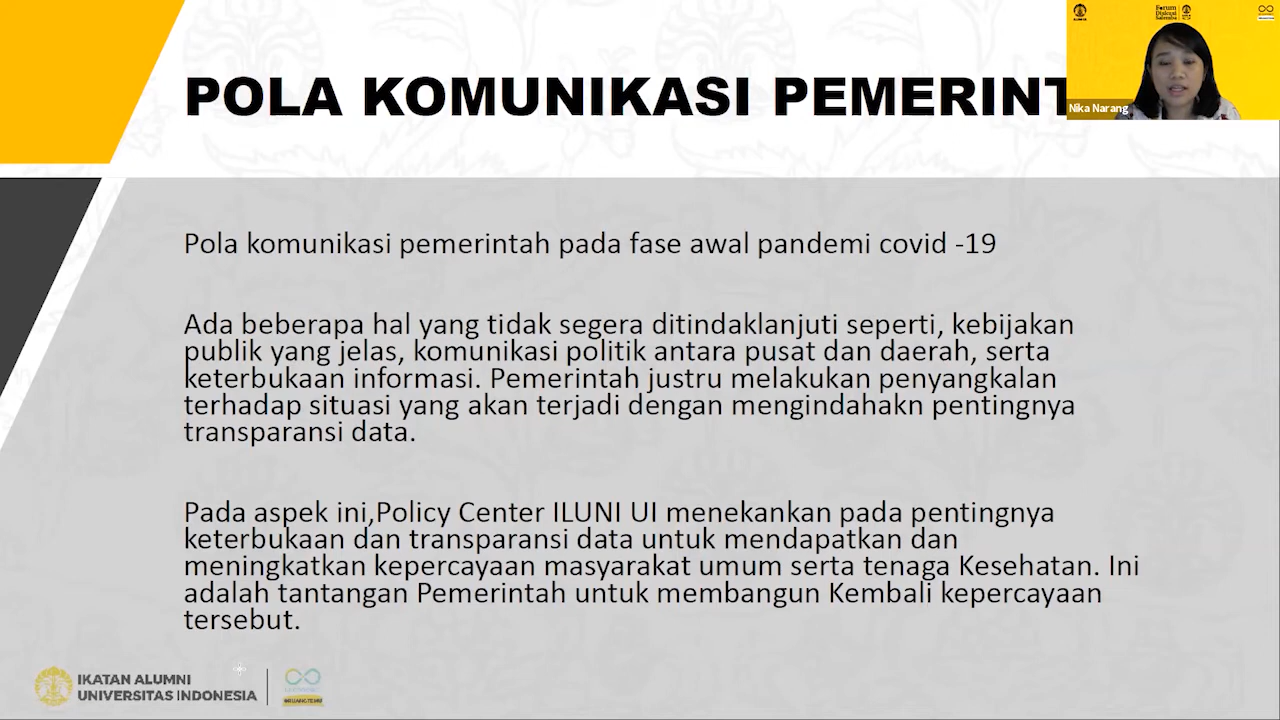 POLA KOMUNIKASI PEMERINT
Nika Narang
Forum
Diskusi
Salemba
Pola komunikasi pemerintah pada fase awal pandemi covid -19
Ada beberapa hal yang tidak segera ditindaklanjuti seperti, kebijakan
publik yang jelas, komunikasi politik antara pusat dan daerah, serta
keterbukaan informasi. Pemerintah justru melakukan penyangkalan
terhadap situasi yang akan terjadi dengan mengindahakn pentingnya
transparansi data.
Pada aspek ini,Policy Center ILUNI UI menekankan pada pentingnya
keterbukaan dan transparansi data untuk mendapatkan dan
meningkatkan kepercayaan masyarakat umum serta tenaga Kesehatan. Ini
adalah tantangan Pemerintah untuk membangun Kembali kepercayaan
tersebut.
IKATAN ALUMNI
UNIVERSITAS INDONESIA
#RUANGTEMU